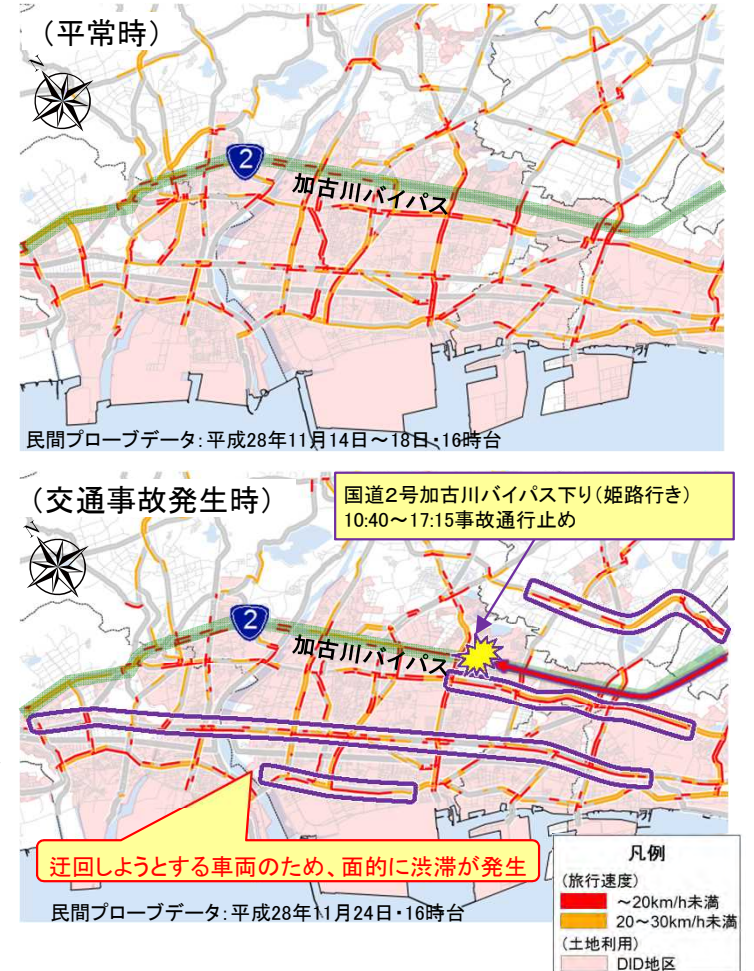 (平常時)
N
2
加古川バイパス
民間プローブデータ:平成28年11月14日~18日・16時台
(交通事故発生時)
国道2号加古川バイパス下り(姫路行き)
10:40~17:15事故通行止め
N
2
加古川バイパス
迂回しようとする車両のため、面的に渋滞が発生
民間プローブデータ:平成28年11月24日・16時台
凡例
(旅行速度)
~20km/h未満
20~30km/h未満
(土地利用)
DID地区